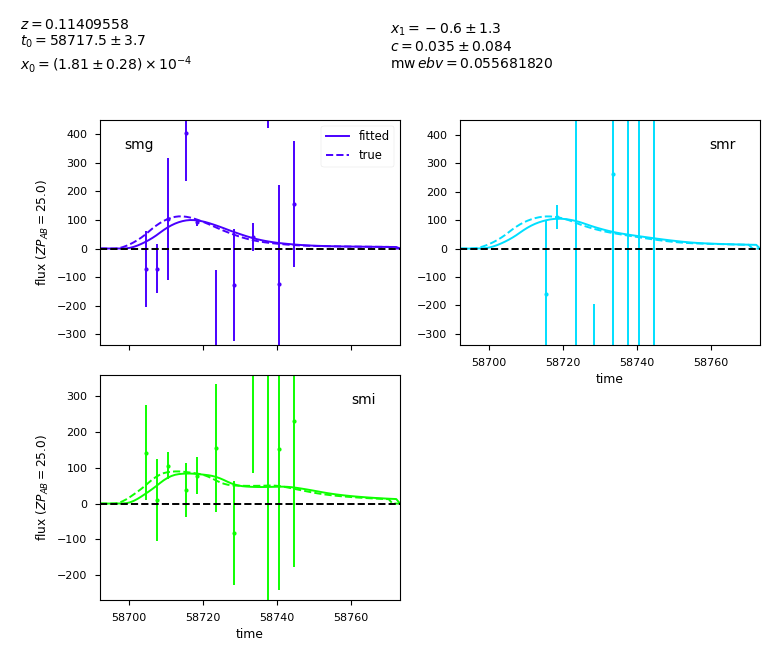 z = 0.11409558
t₀ = 58717.5 ± 3.7
x₀ = (1.81 ± 0.28) × 10⁻⁴
x₁ = −0.6 ± 1.3
c = 0.035 ± 0.084
mw ebv = 0.055681820
smg
fitted
true
400
300
200
100
0
−100
−200
−300
flux (ZP_AB = 25.0)
smr
400
300
200
100
0
−100
−200
−300
58700 58720 58740 58760
time
smi
300
200
100
0
−100
−200
flux (ZP_AB = 25.0)
58700 58720 58740 58760
time